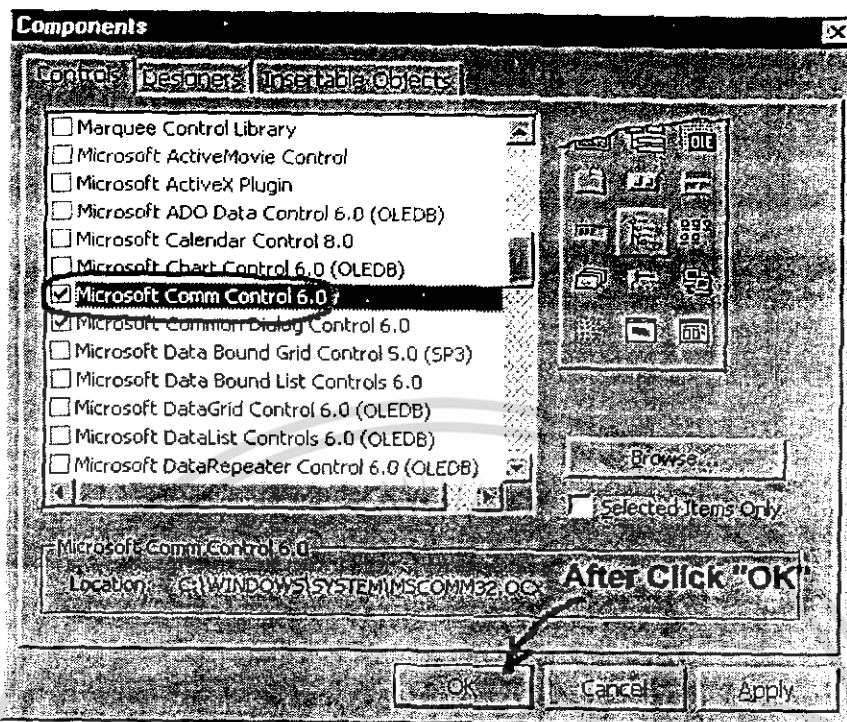 Components
Controls Designers Insertable Objects
Marquee Control Library
Microsoft ActiveMovie Control
Microsoft ActiveX Plugin
Microsoft ADO Data Control 6.0 (OLEDB)
Microsoft Calendar Control 8.0
Microsoft Chart Control 6.0 (OLEDB)
Microsoft Comm Control 6.0
Microsoft Common Dialog Control 6.0
Microsoft Data Bound Grid Control 5.0 (SP3)
Microsoft Data Bound List Controls 6.0
Microsoft DataGrid Control 6.0 (OLEDB)
Microsoft DataList Controls 6.0 (OLEDB)
Microsoft DataRepeater Control 6.0 (OLEDB)
OLE
Browse...
Selected Items Only
Microsoft Comm Control 6.0
Location: C:\WINDOWS\SYSTEM\MSCOMM32.OCX
After Click "OK"
OK Cancel Apply